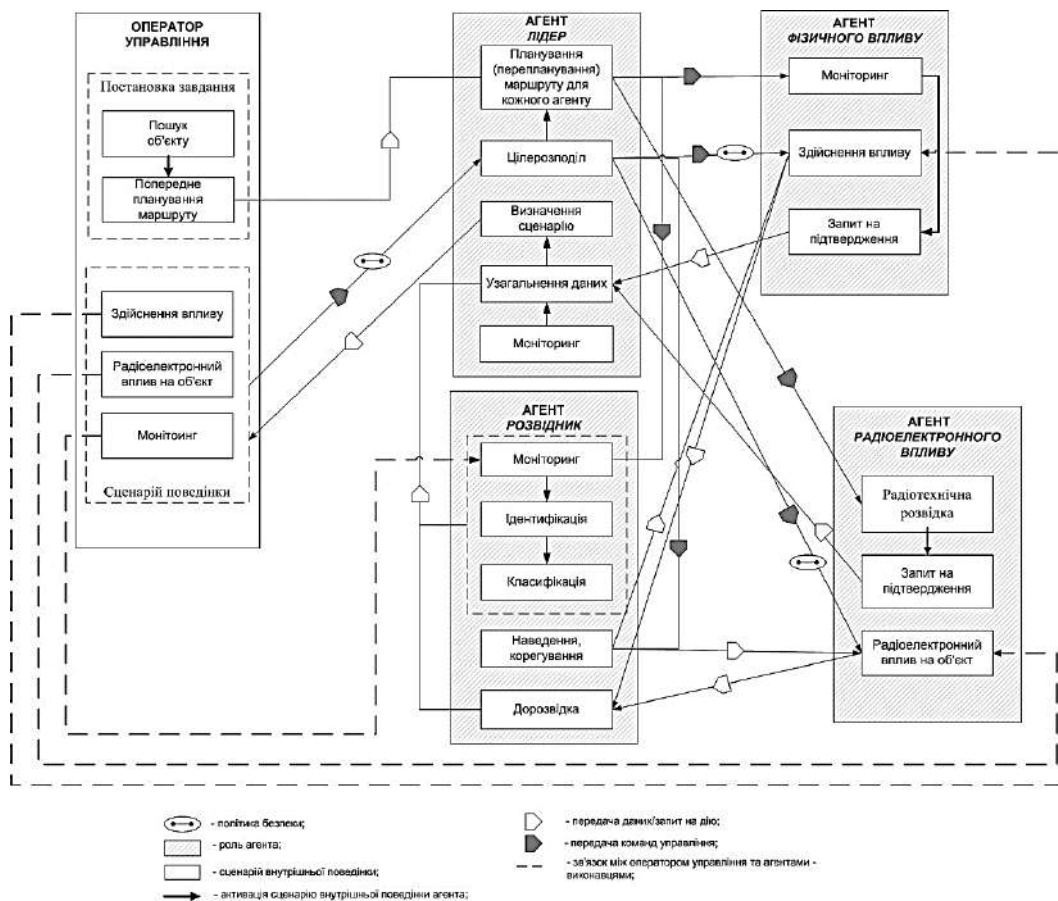 ОПЕРАТОР
УПРАВЛІННЯ
Постановка завдання
Пошук
об'єкту
Попереднє
планування
маршруту
Здійснення впливу
Радіоелектронний
вплив на об'єкт
Монітоинг
Сценарій поведінки
АГЕНТ
ЛІДЕР
Планування
(перепланування)
маршруту для
кожного агенту
Цілерозподіл
Визначення
сценарію
Узагальнення даних
Моніторинг
АГЕНТ
РОЗВІДНИК
Моніторинг
Ідентифікація
Класифікація
Наведення,
корегування
Дорозвідка
АГЕНТ
ФІЗИЧНОГО ВПЛИВУ
Моніторинг
Здійснення впливу
Запит на
підтвердження
АГЕНТ
РАДІОЕЛЕКТРОННОГО
ВПЛИВУ
Радіотехнічна
розвідка
Запит на
підтвердження
Радіоелектронний
вплив на об'єкт
- політика безпеки;
- роль агента;
- сценарій внутрішньої поведінки;
- активація сценарію внутрішньої поведінки агента;
- передача даних/запит на дію;
- передача команд управління;
- зв'язок між оператором управління та агентами -
виконавцями;